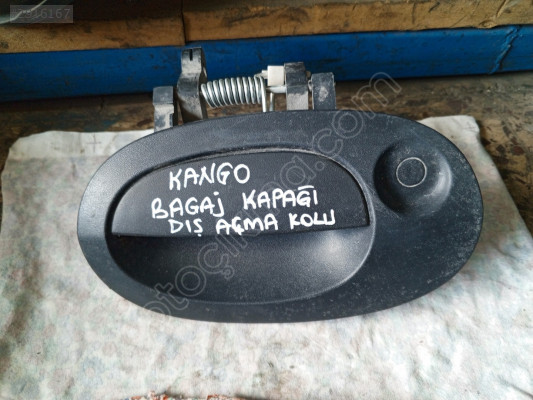 KANGO
BAGAJ KAPAĞI
DIŞ AÇMA KOLU